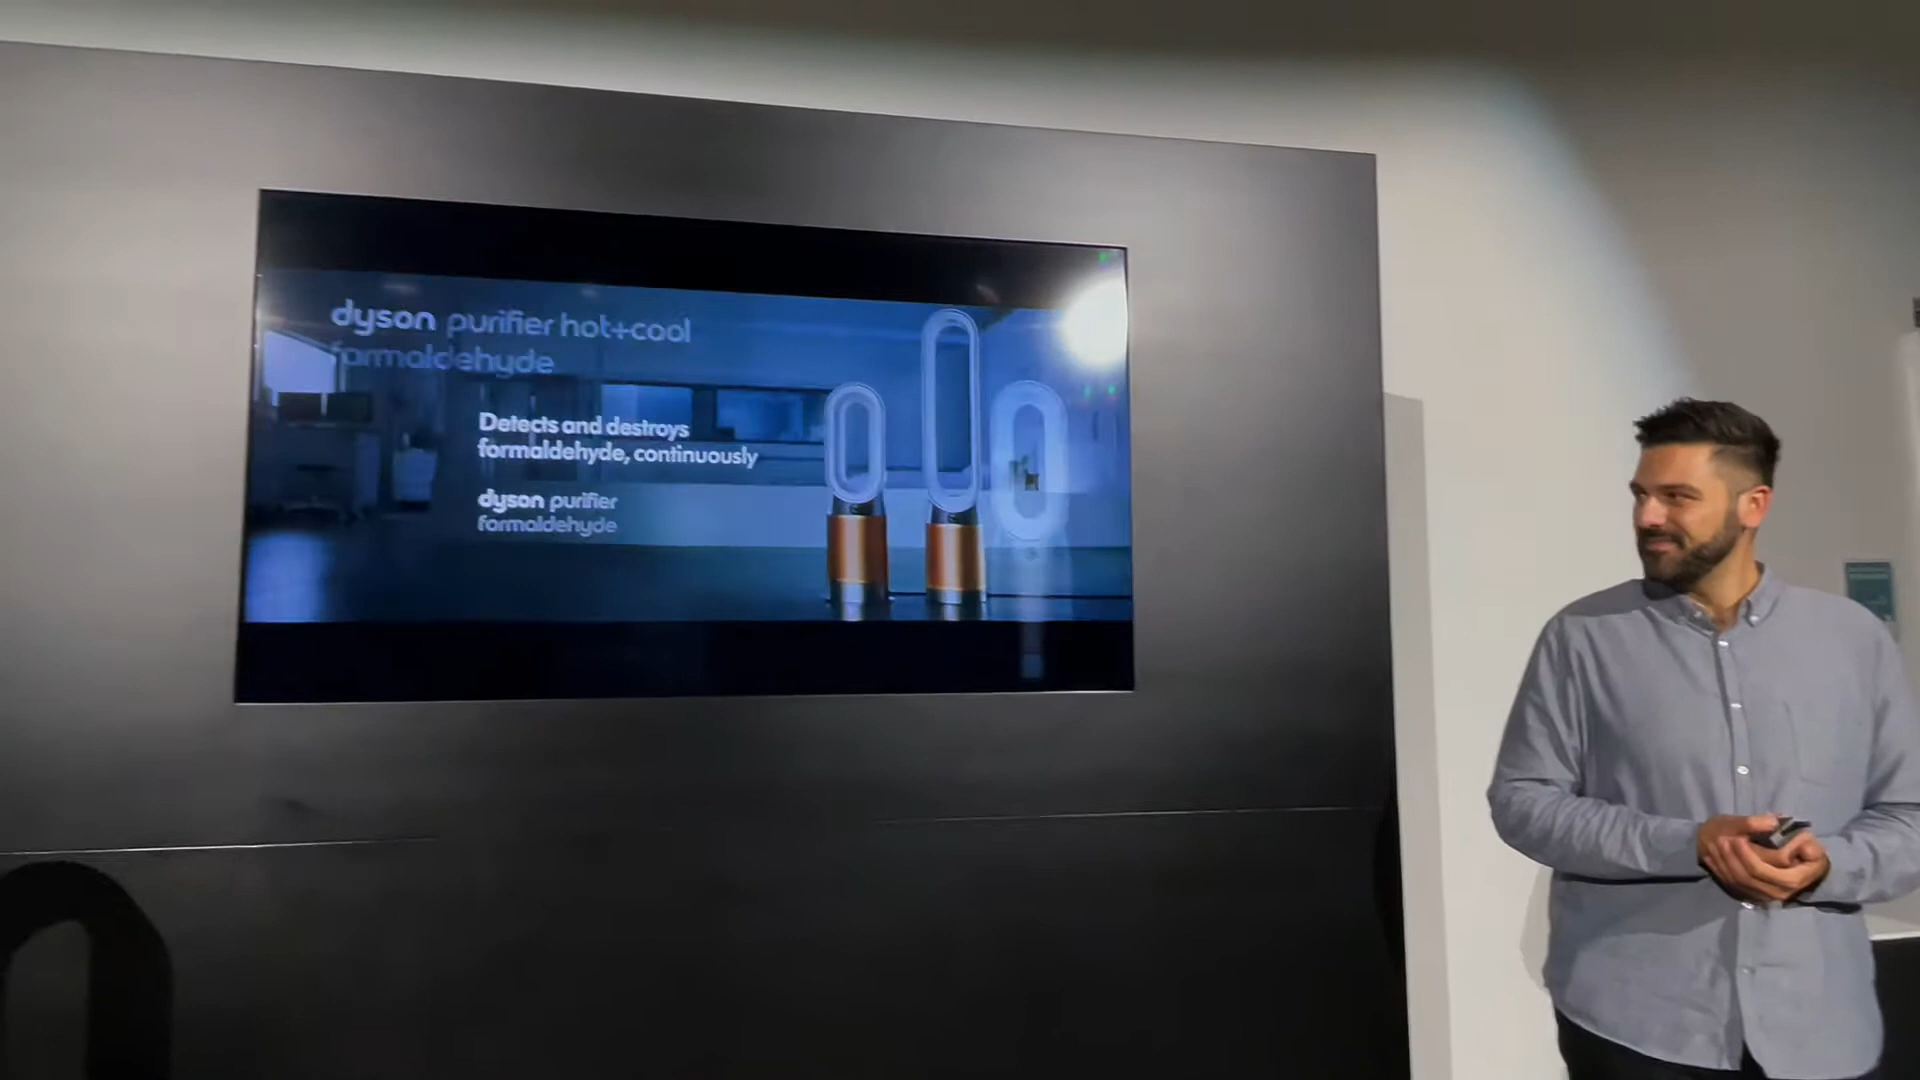 dyson purifier hot+cool
formaldehyde
Detects and destroys
formaldehyde, continuously
dyson purifier
formaldehyde